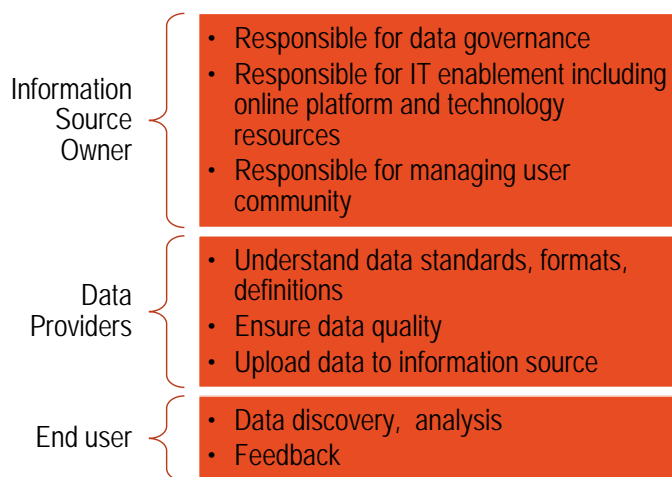 Information
Source
Owner
• Responsible for data governance
• Responsible for IT enablement including
online platform and technology
resources
• Responsible for managing user
community
Data
Providers
• Understand data standards, formats,
definitions
• Ensure data quality
• Upload data to information source
End user
• Data discovery, analysis
• Feedback